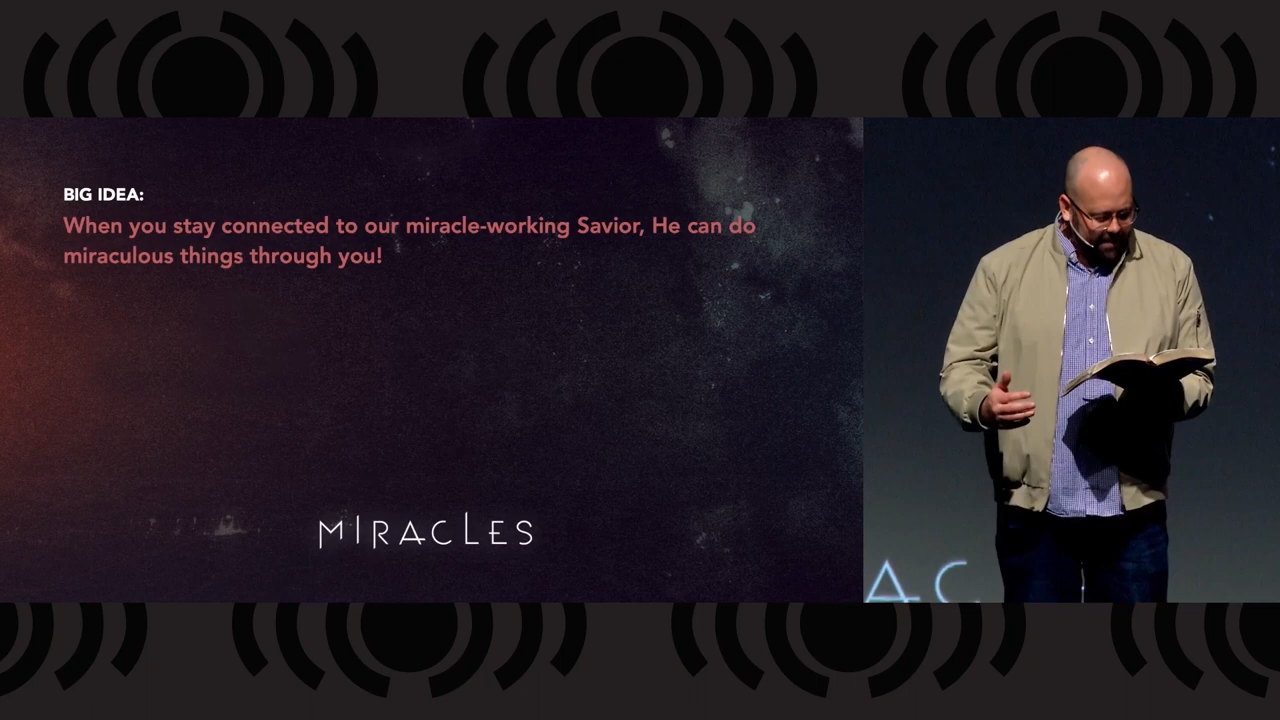 BIG IDEA:
When you stay connected to our miracle-working Savior, He can do
miraculous things through you!
MIRACLES
AC